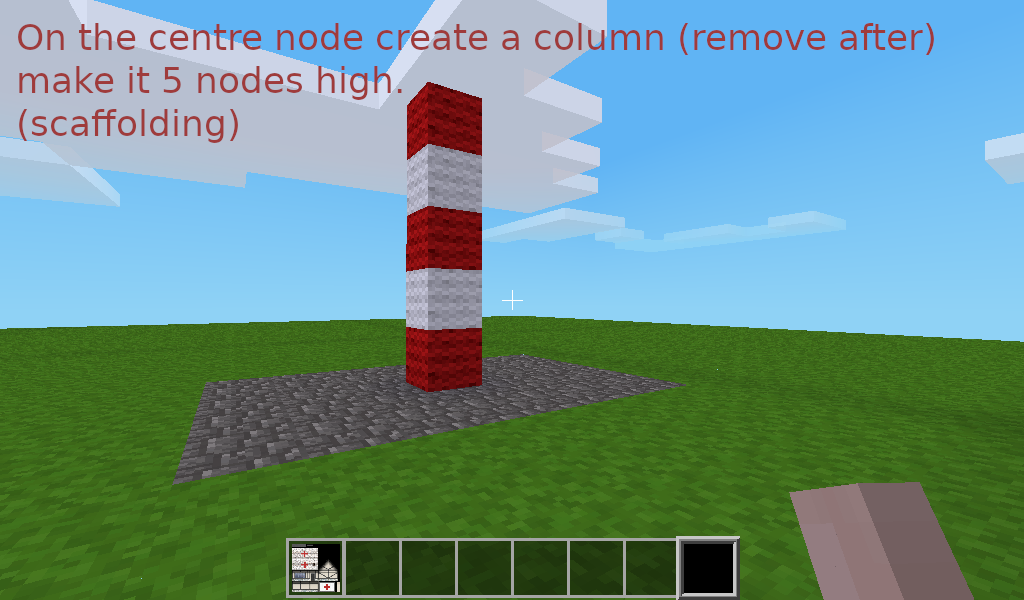 On the centre node create a column (remove after)
make it 5 nodes high.
(scaffolding)